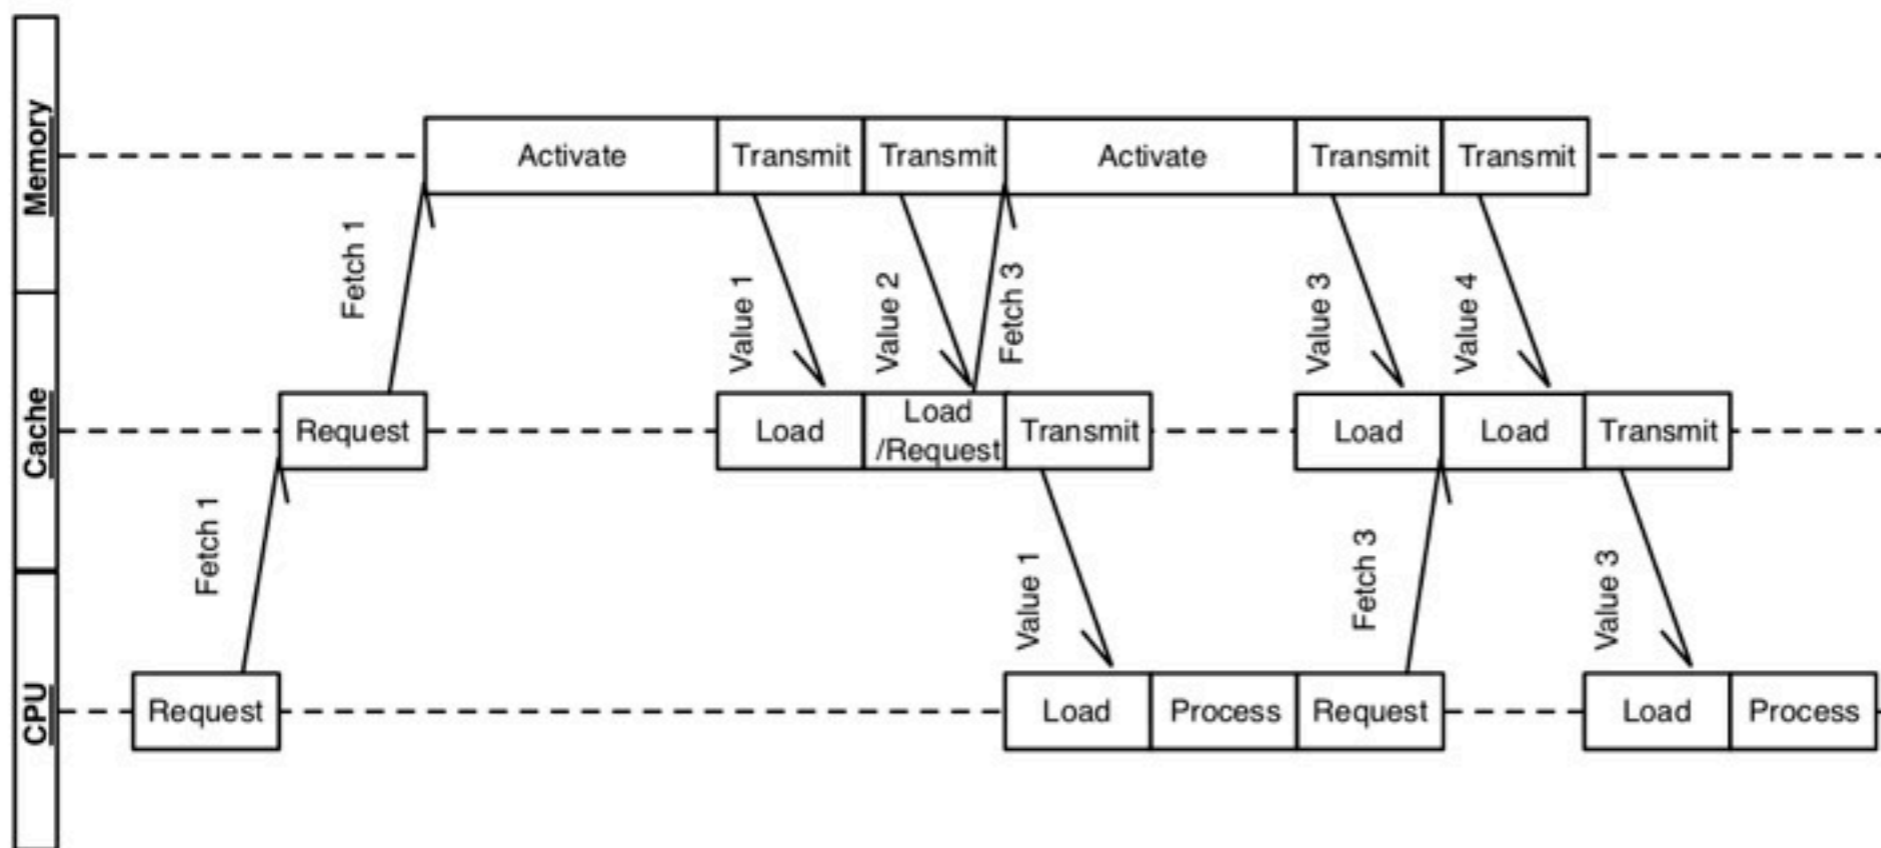 Memory
Activate
Transmit
Transmit
Activate
Transmit
Transmit
Fetch 1
Value 1
Value 2
Fetch 3
Value 3
Value 4
Cache
Request
Load
Load
/Request
Transmit
Load
Load
Transmit
Fetch 1
Value 1
Fetch 3
Value 3
CPU
Request
Load
Process
Request
Load
Process